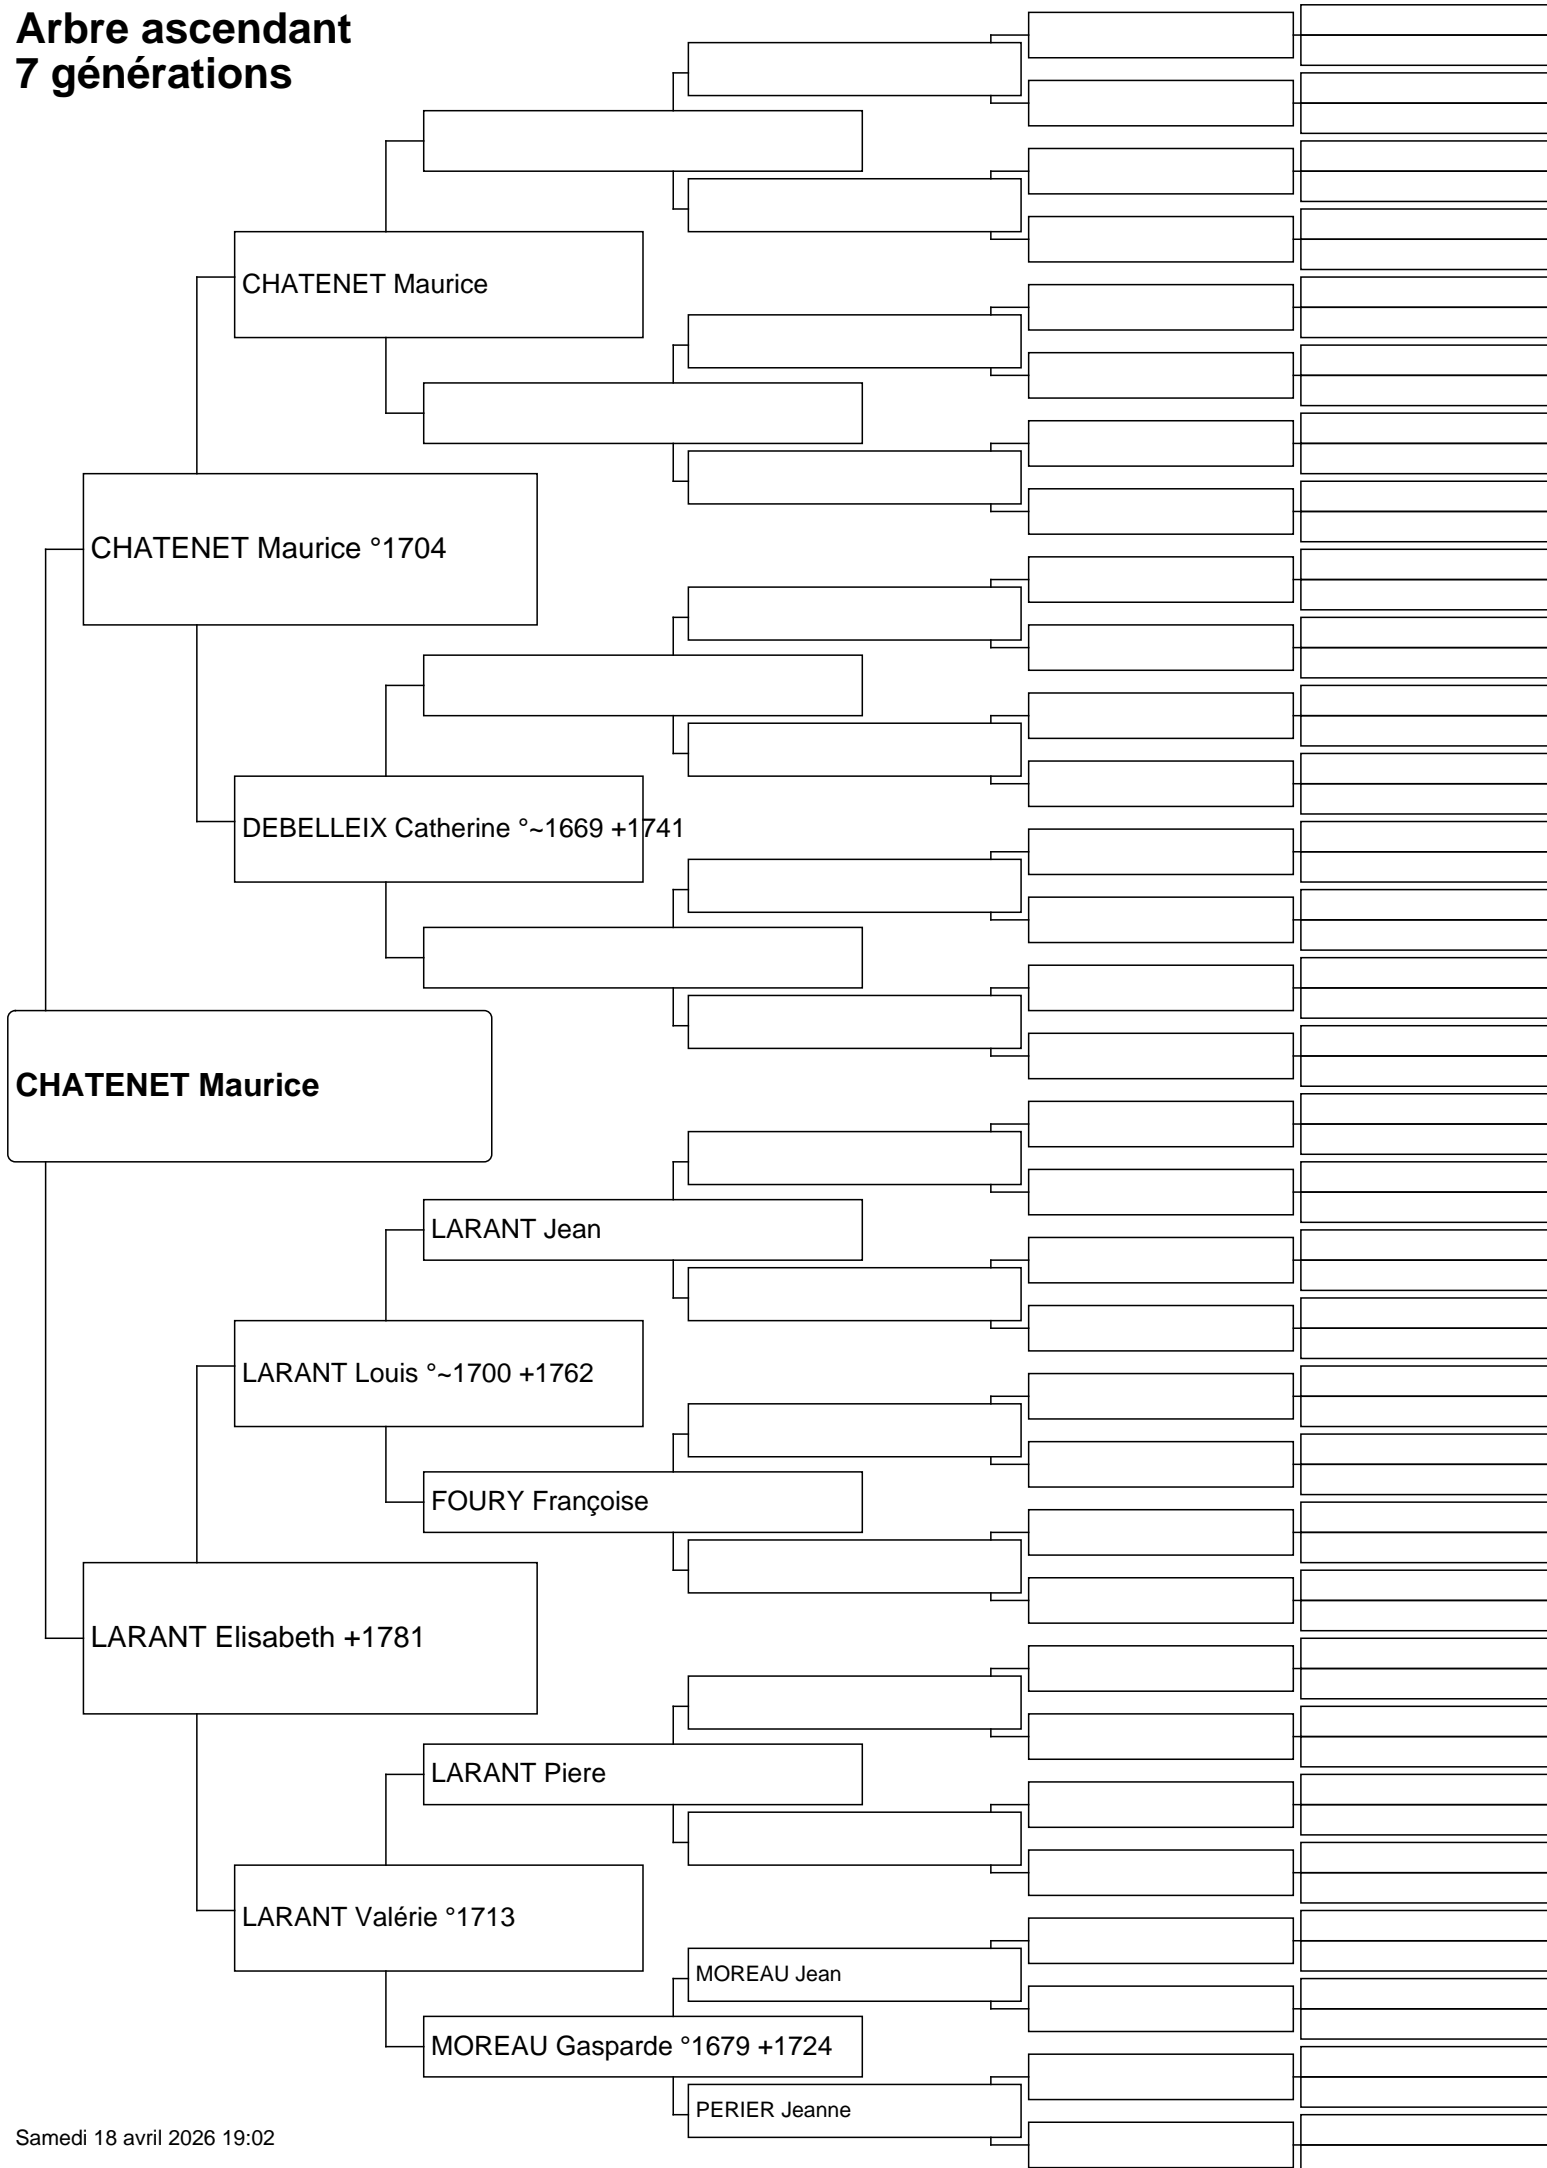 Arbre ascendant
7 générations
CHATENET Maurice
CHATENET Maurice °1704
DEBELLEIX Catherine °~1669 +1741
CHATENET Maurice
LARANT Jean
LARANT Louis °~1700 +1762
FOURY Françoise
LARANT Elisabeth +1781
LARANT Piere
LARANT Valérie °1713
MOREAU Jean
MOREAU Gasparde °1679 +1724
PERIER Jeanne
Samedi 18 avril 2026 19:02